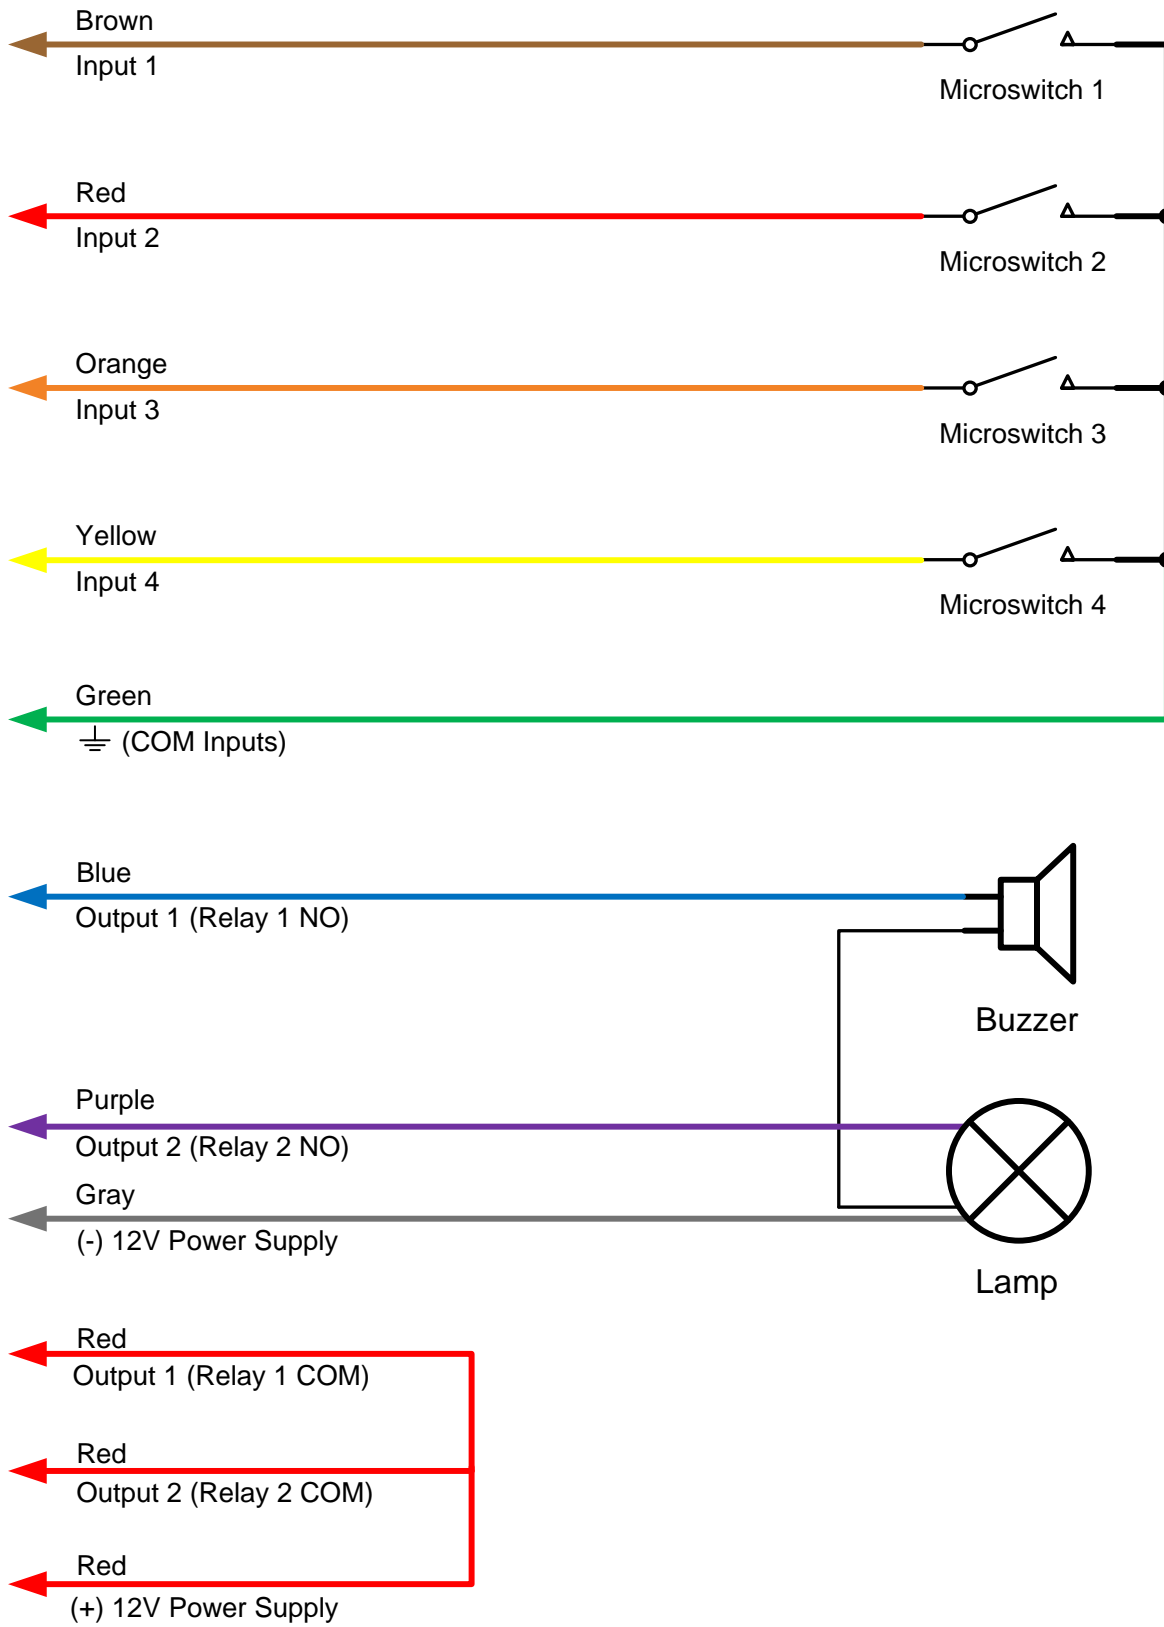 Brown
Input 1
Microswitch 1
Red
Input 2
Microswitch 2
Orange
Input 3
Microswitch 3
Yellow
Input 4
Microswitch 4
Green
(COM Inputs)
Blue
Output 1 (Relay 1 NO)
Buzzer
Purple
Output 2 (Relay 2 NO)
Gray
(-) 12V Power Supply
Lamp
Red
Output 1 (Relay 1 COM)
Red
Output 2 (Relay 2 COM)
Red
(+) 12V Power Supply